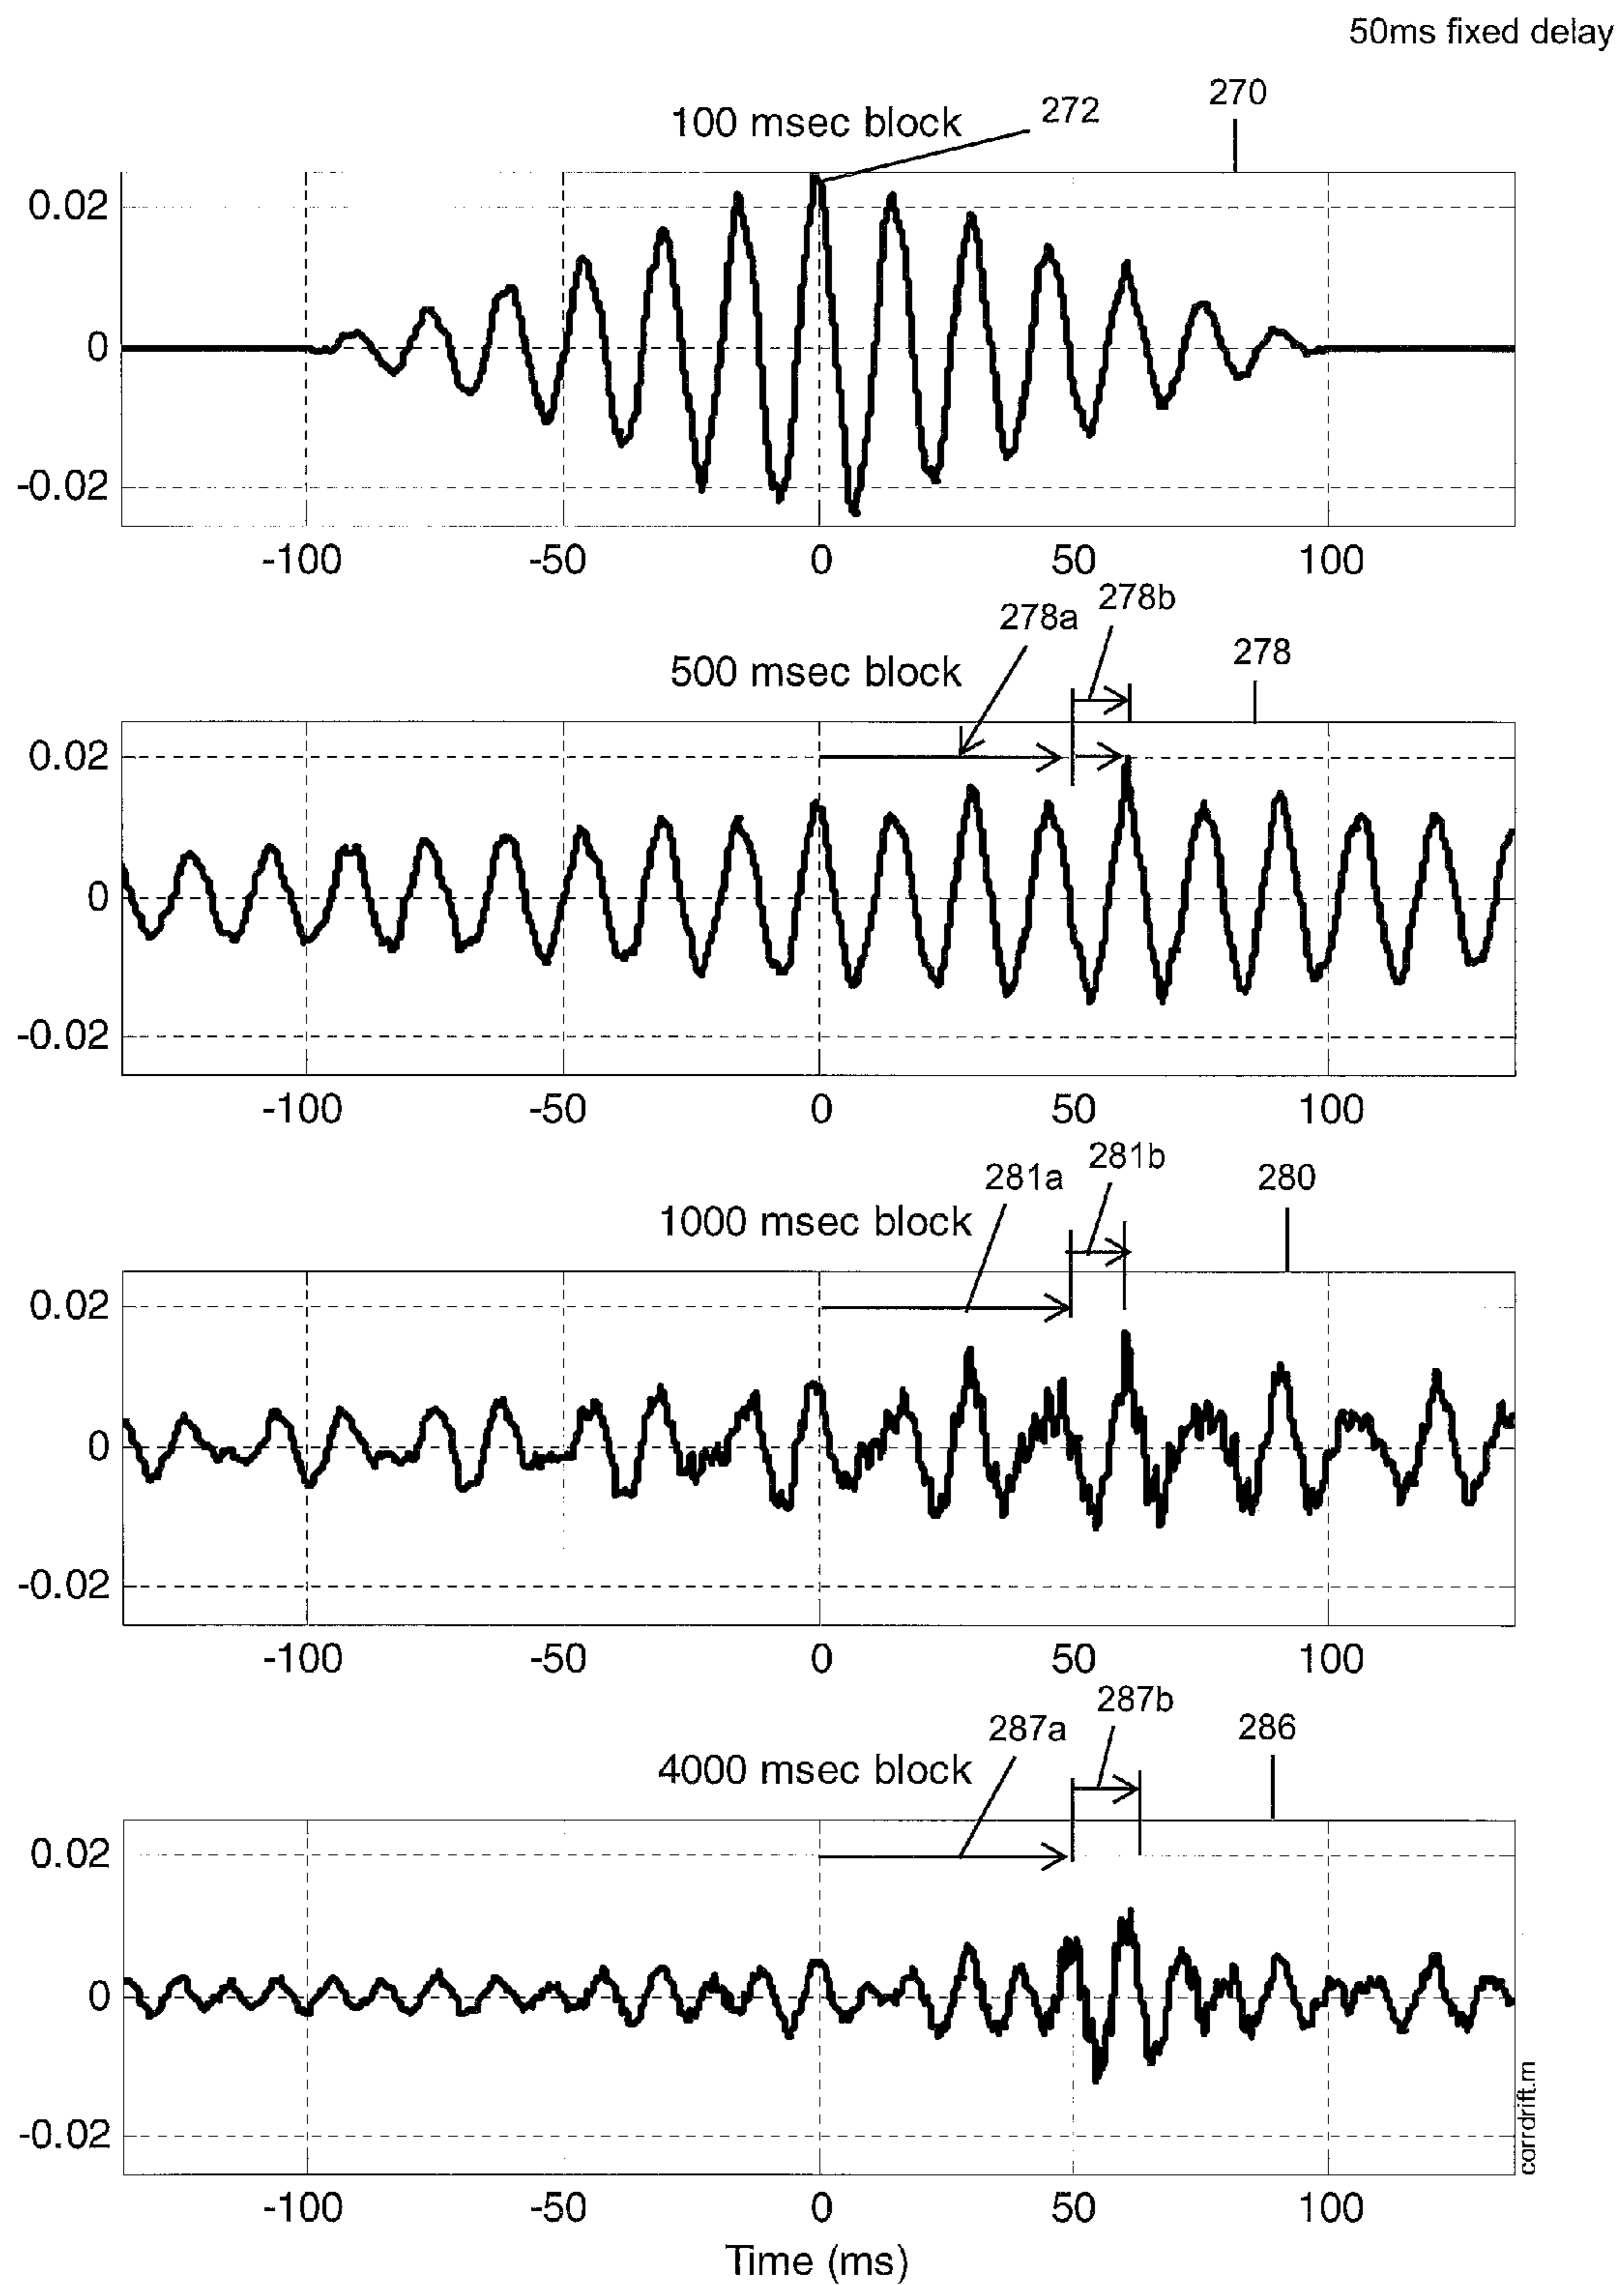 50ms fixed delay
100 msec block
272
270
0.02
0
-0.02
-100 -50 0 50 100
278a
278b
500 msec block
278
0.02
0
-0.02
-100 -50 0 50 100
281a
281b
280
1000 msec block
0.02
0
-0.02
-100 -50 0 50 100
287a
287b
286
4000 msec block
0.02
0
-0.02
-100 -50 0 50 100
Time (ms)
corrdrift.m